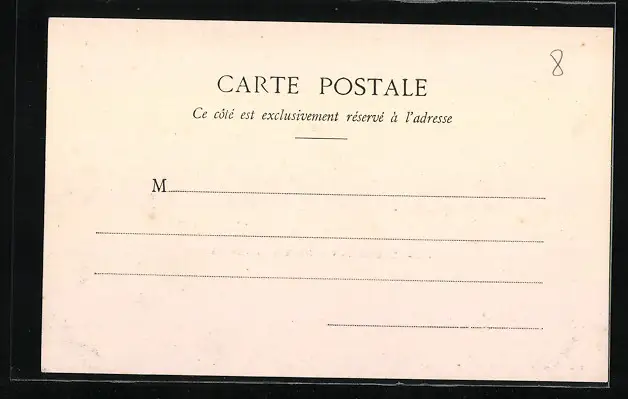 8
CARTE POSTALE
Ce côté est exclusivement réservé à l'adresse
M